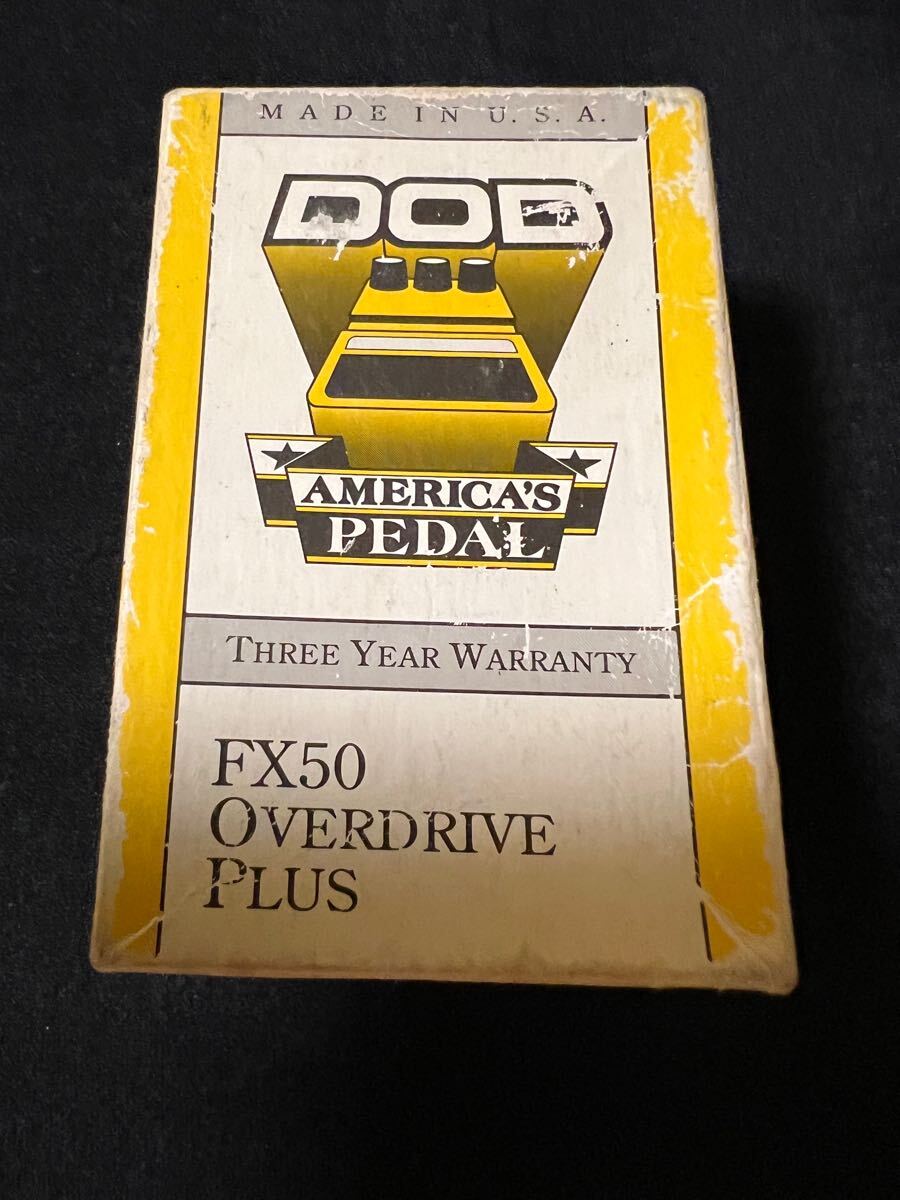 MADE IN U.S.A.
DOD
AMERICA'S
PEDAL
THREE YEAR WARRANTY
FX50
OVERDRIVE
PLUS